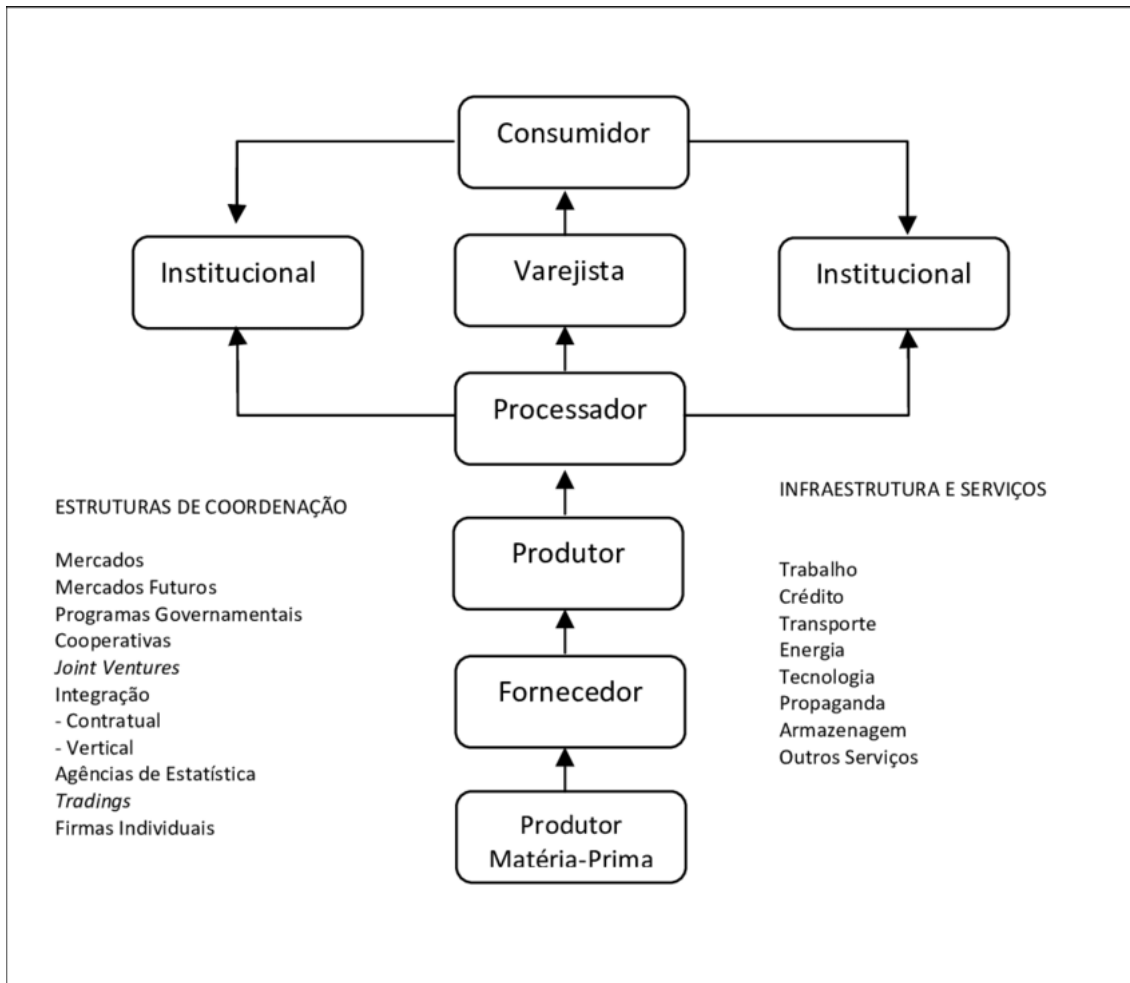 Consumidor
Institucional
Varejista
Institucional
Processador
ESTRUTURAS DE COORDENAÇÃO
Mercados
Mercados Futuros
Programas Governamentais
Cooperativas
Joint Ventures
Integração
- Contratual
- Vertical
Agências de Estatística
Tradings
Firmas Individuais
Produtor
Fornecedor
Produtor
Matéria-Prima
INFRAESTRUTURA E SERVIÇOS
Trabalho
Crédito
Transporte
Energia
Tecnologia
Propaganda
Armazenagem
Outros Serviços